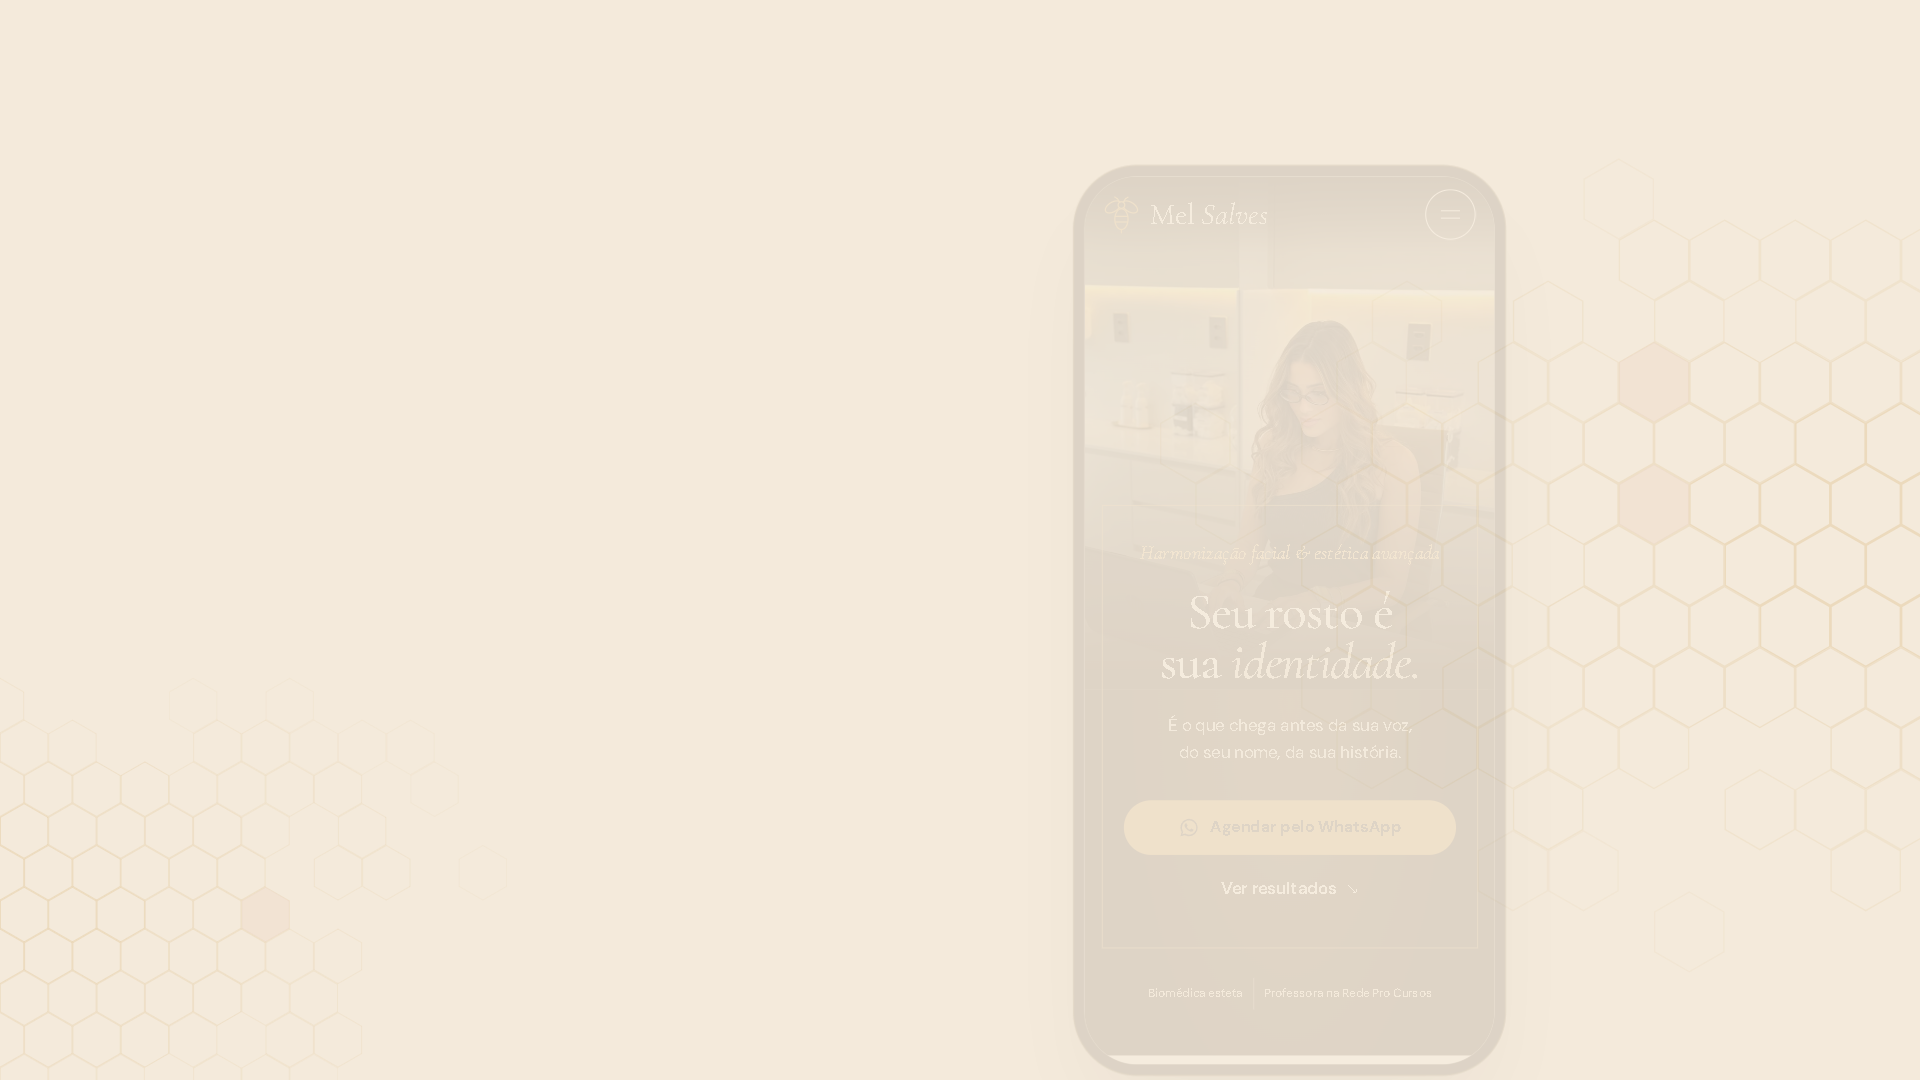 Mel Salves
Harmonização facial & estética avançada
Seu rosto é
sua identidade.
É o que chega antes da sua voz,
do seu nome, da sua história.
Agendar pelo WhatsApp
Ver resultados ↘
Biomédica esteta
Professora na Rede Pro Cursos